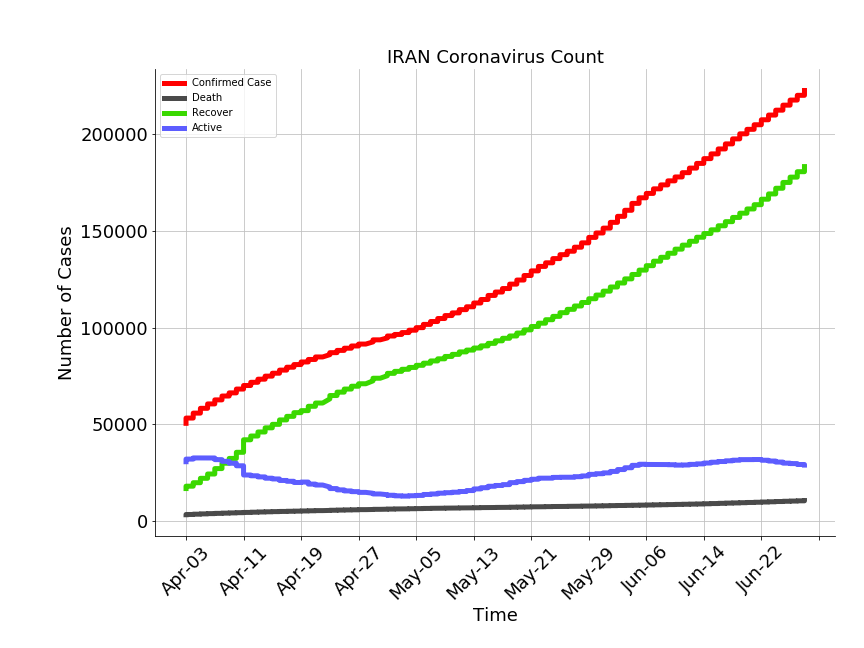 IRAN Coronavirus Count
Confirmed Case
Death
Recover
Active
Number of Cases
200000
150000
100000
50000
0
Apr-03
Apr-11
Apr-19
Apr-27
May-05
May-13
May-21
May-29
Jun-06
Jun-14
Jun-22
Time